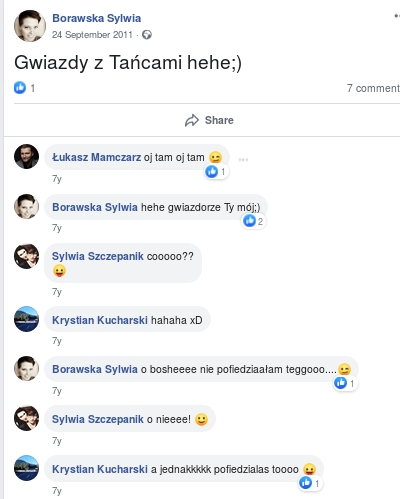 Borawska Sylwia
24 September 2011 ·
Gwiazdy z Tańcami hehe;)
1
7 comment
Share
Łukasz Mamczarz oj tam oj tam
1
7y
Borawska Sylwia hehe gwiazdorze Ty mój;)
2
7y
Sylwia Szczepanik cooooo??
7y
Krystian Kucharski hahaha xD
7y
Borawska Sylwia o bosheeee nie pofiedziaałam teggooo....
1
7y
Sylwia Szczepanik o nieeee!
7y
Krystian Kucharski a jednakkkkk pofiedzialas toooo
1
7y